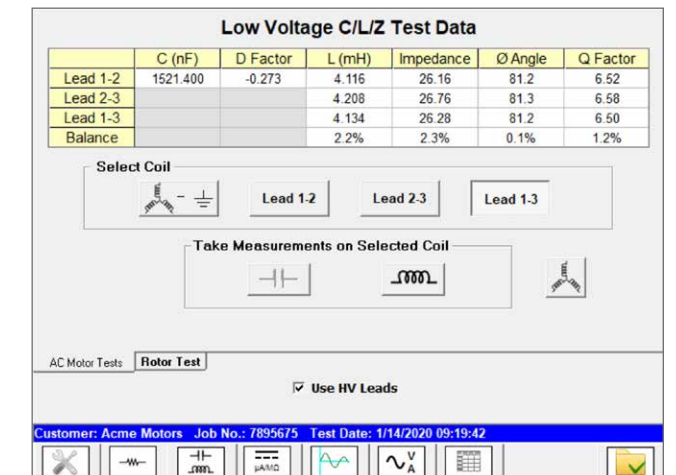 Low Voltage C/L/Z Test Data
C (nF) D Factor L (mH) Impedance Ø Angle Q Factor
Lead 1-2 1521.400 -0.273 4.116 26.16 81.2 6.52
Lead 2-3 4.208 26.76 81.3 6.58
Lead 1-3 4.134 26.28 81.2 6.50
Balance 2.2% 2.3% 0.1% 1.2%
Select Coil
Lead 1-2 Lead 2-3 Lead 1-3
Take Measurements on Selected Coil
AC Motor Tests Rotor Test
Use HV Leads
Customer: Acme Motors Job No.: 7895675 Test Date: 1/14/2020 09:19:42
µA/MΩ
V
A